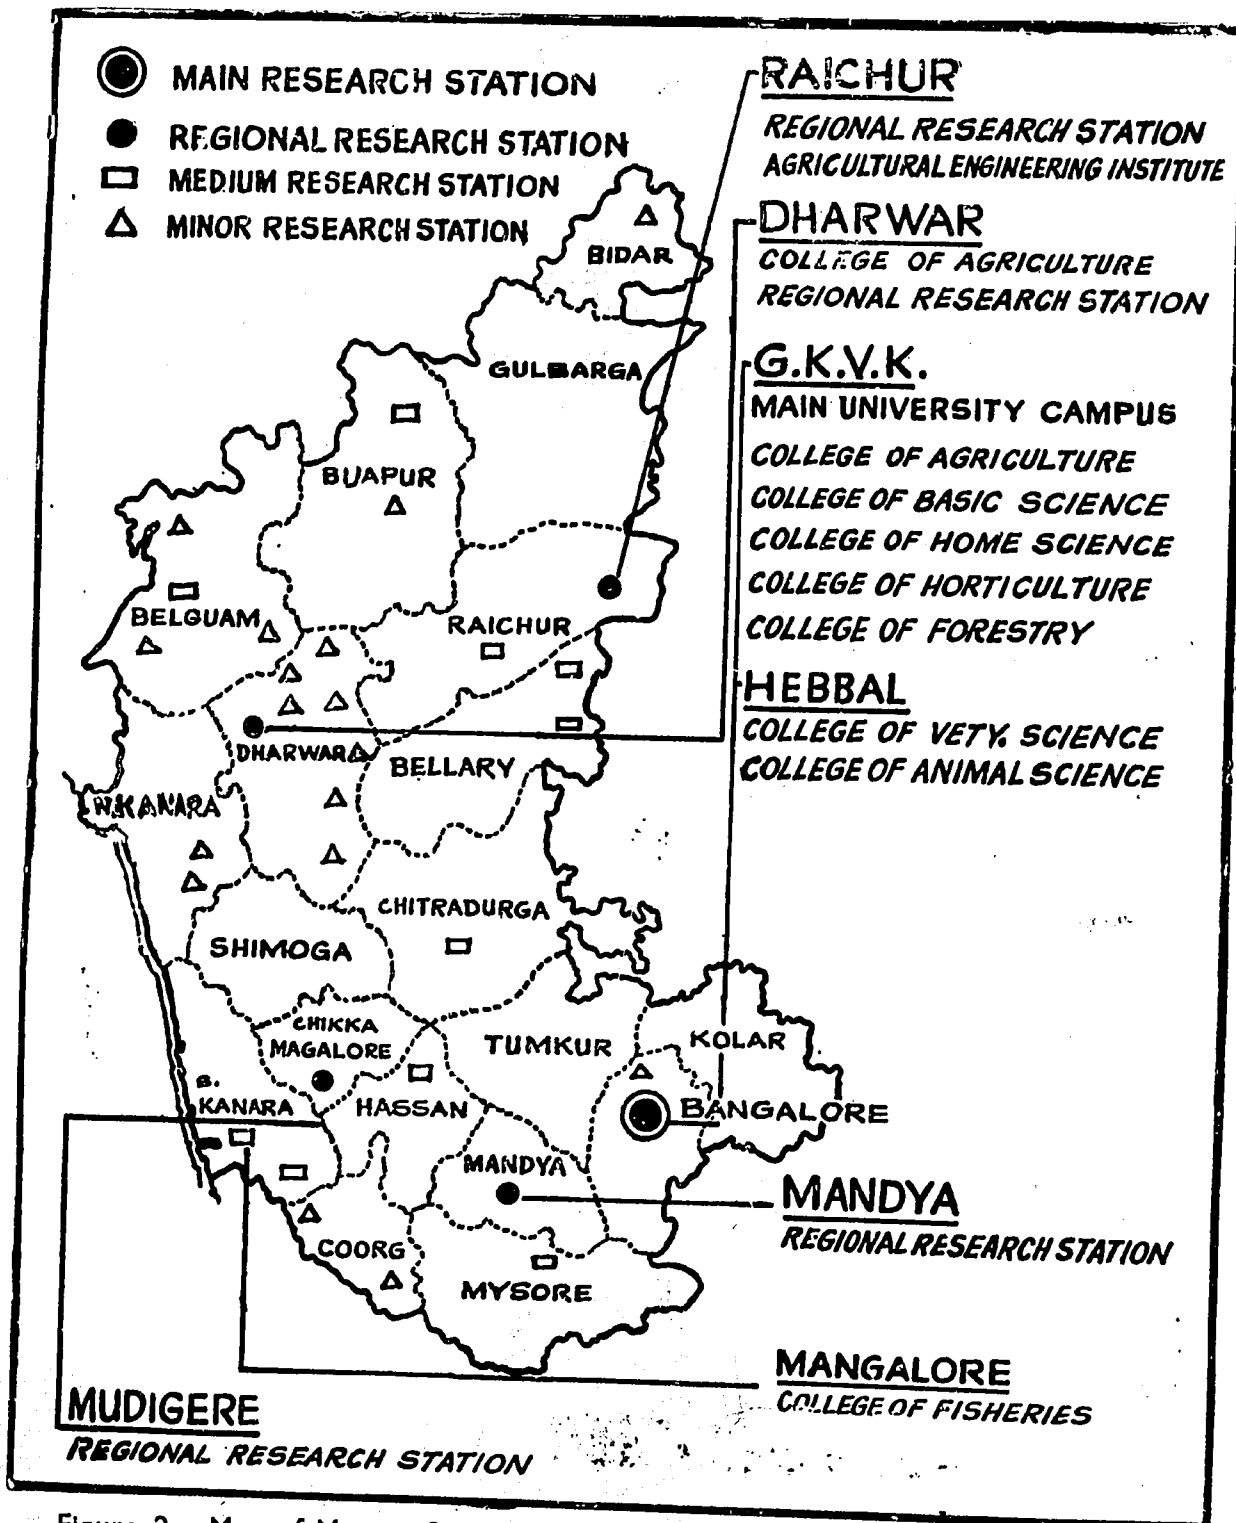 MAIN RESEARCH STATION
REGIONAL RESEARCH STATION
MEDIUM RESEARCH STATION
MINOR RESEARCH STATION
RAICHUR
REGIONAL RESEARCH STATION
AGRICULTURAL ENGINEERING INSTITUTE
DHARWAR
COLLEGE OF AGRICULTURE
REGIONAL RESEARCH STATION
G.K.V.K.
MAIN UNIVERSITY CAMPUS
COLLEGE OF AGRICULTURE
COLLEGE OF BASIC SCIENCE
COLLEGE OF HOME SCIENCE
COLLEGE OF HORTICULTURE
COLLEGE OF FORESTRY
HEBBAL
COLLEGE OF VETY. SCIENCE
COLLEGE OF ANIMAL SCIENCE
BIDAR
GULBARGA
BIJAPUR
BELGUAM
RAICHUR
DHARWAR
BELLARY
N.KANARA
CHITRADURGA
SHIMOGA
CHIKKA
MAGALORE
TUMKUR
KOLAR
S.
KANARA
HASSAN
BANGALORE
MANDYA
COORG
MYSORE
MANDYA
REGIONAL RESEARCH STATION
MANGALORE
COLLEGE OF FISHERIES
MUDIGERE
REGIONAL RESEARCH STATION